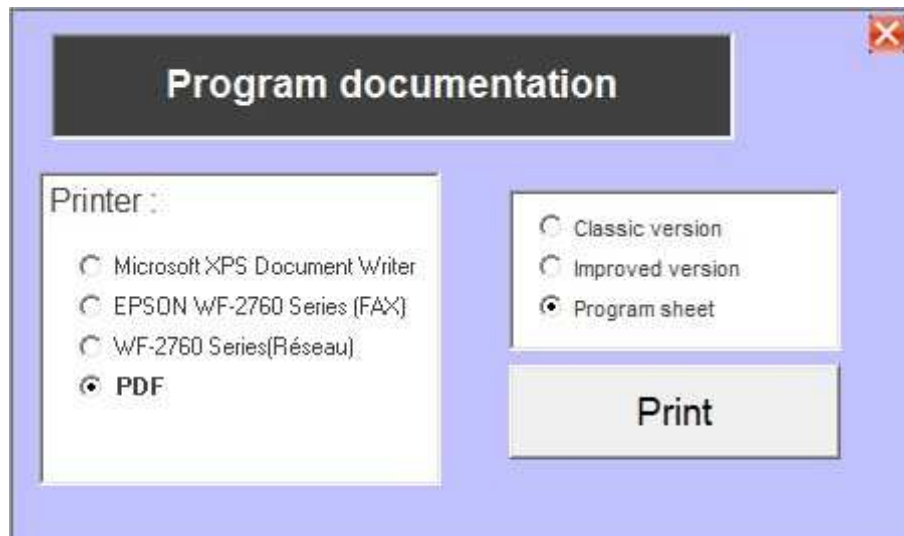 Program documentation
Printer :
Microsoft XPS Document Writer
EPSON WF-2760 Series (FAX)
WF-2760 Series(Réseau)
PDF
Classic version
Improved version
Program sheet
Print